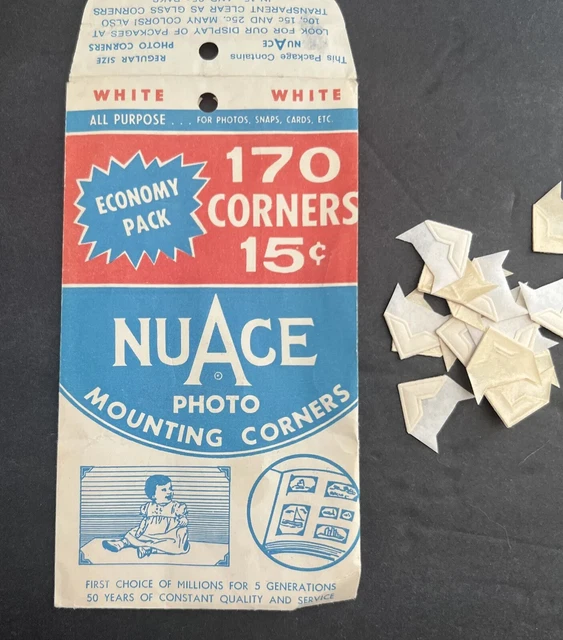 This Package Contains
NUACE
REGULAR SIZE
PHOTO CORNERS
LOOK FOR OUR DISPLAY OF PACKAGES AT
10¢, 15¢ AND 25¢. MANY COLORS! ALSO
TRANSPARENT CLEAR AS GLASS CORNERS
WHITE WHITE
ALL PURPOSE . . . FOR PHOTOS, SNAPS, CARDS, ETC.
ECONOMY
PACK
170
CORNERS
15¢
NUACE
PHOTO
MOUNTING CORNERS
FIRST CHOICE OF MILLIONS FOR 5 GENERATIONS
50 YEARS OF CONSTANT QUALITY AND SERVICE